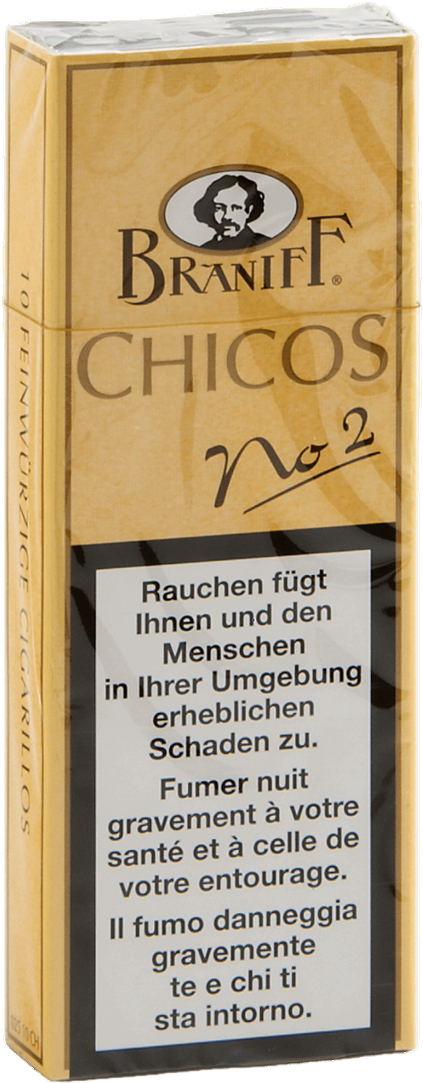 BRANIFF®
CHICOS
No 2
Rauchen fügt
Ihnen und den
Menschen
in Ihrer Umgebung
erheblichen
Schaden zu.
Fumer nuit
gravement à votre
santé et à celle de
votre entourage.
Il fumo danneggia
gravemente
te e chi ti
sta intorno.
10 FEINWÜRZIGE CIGARILLOS